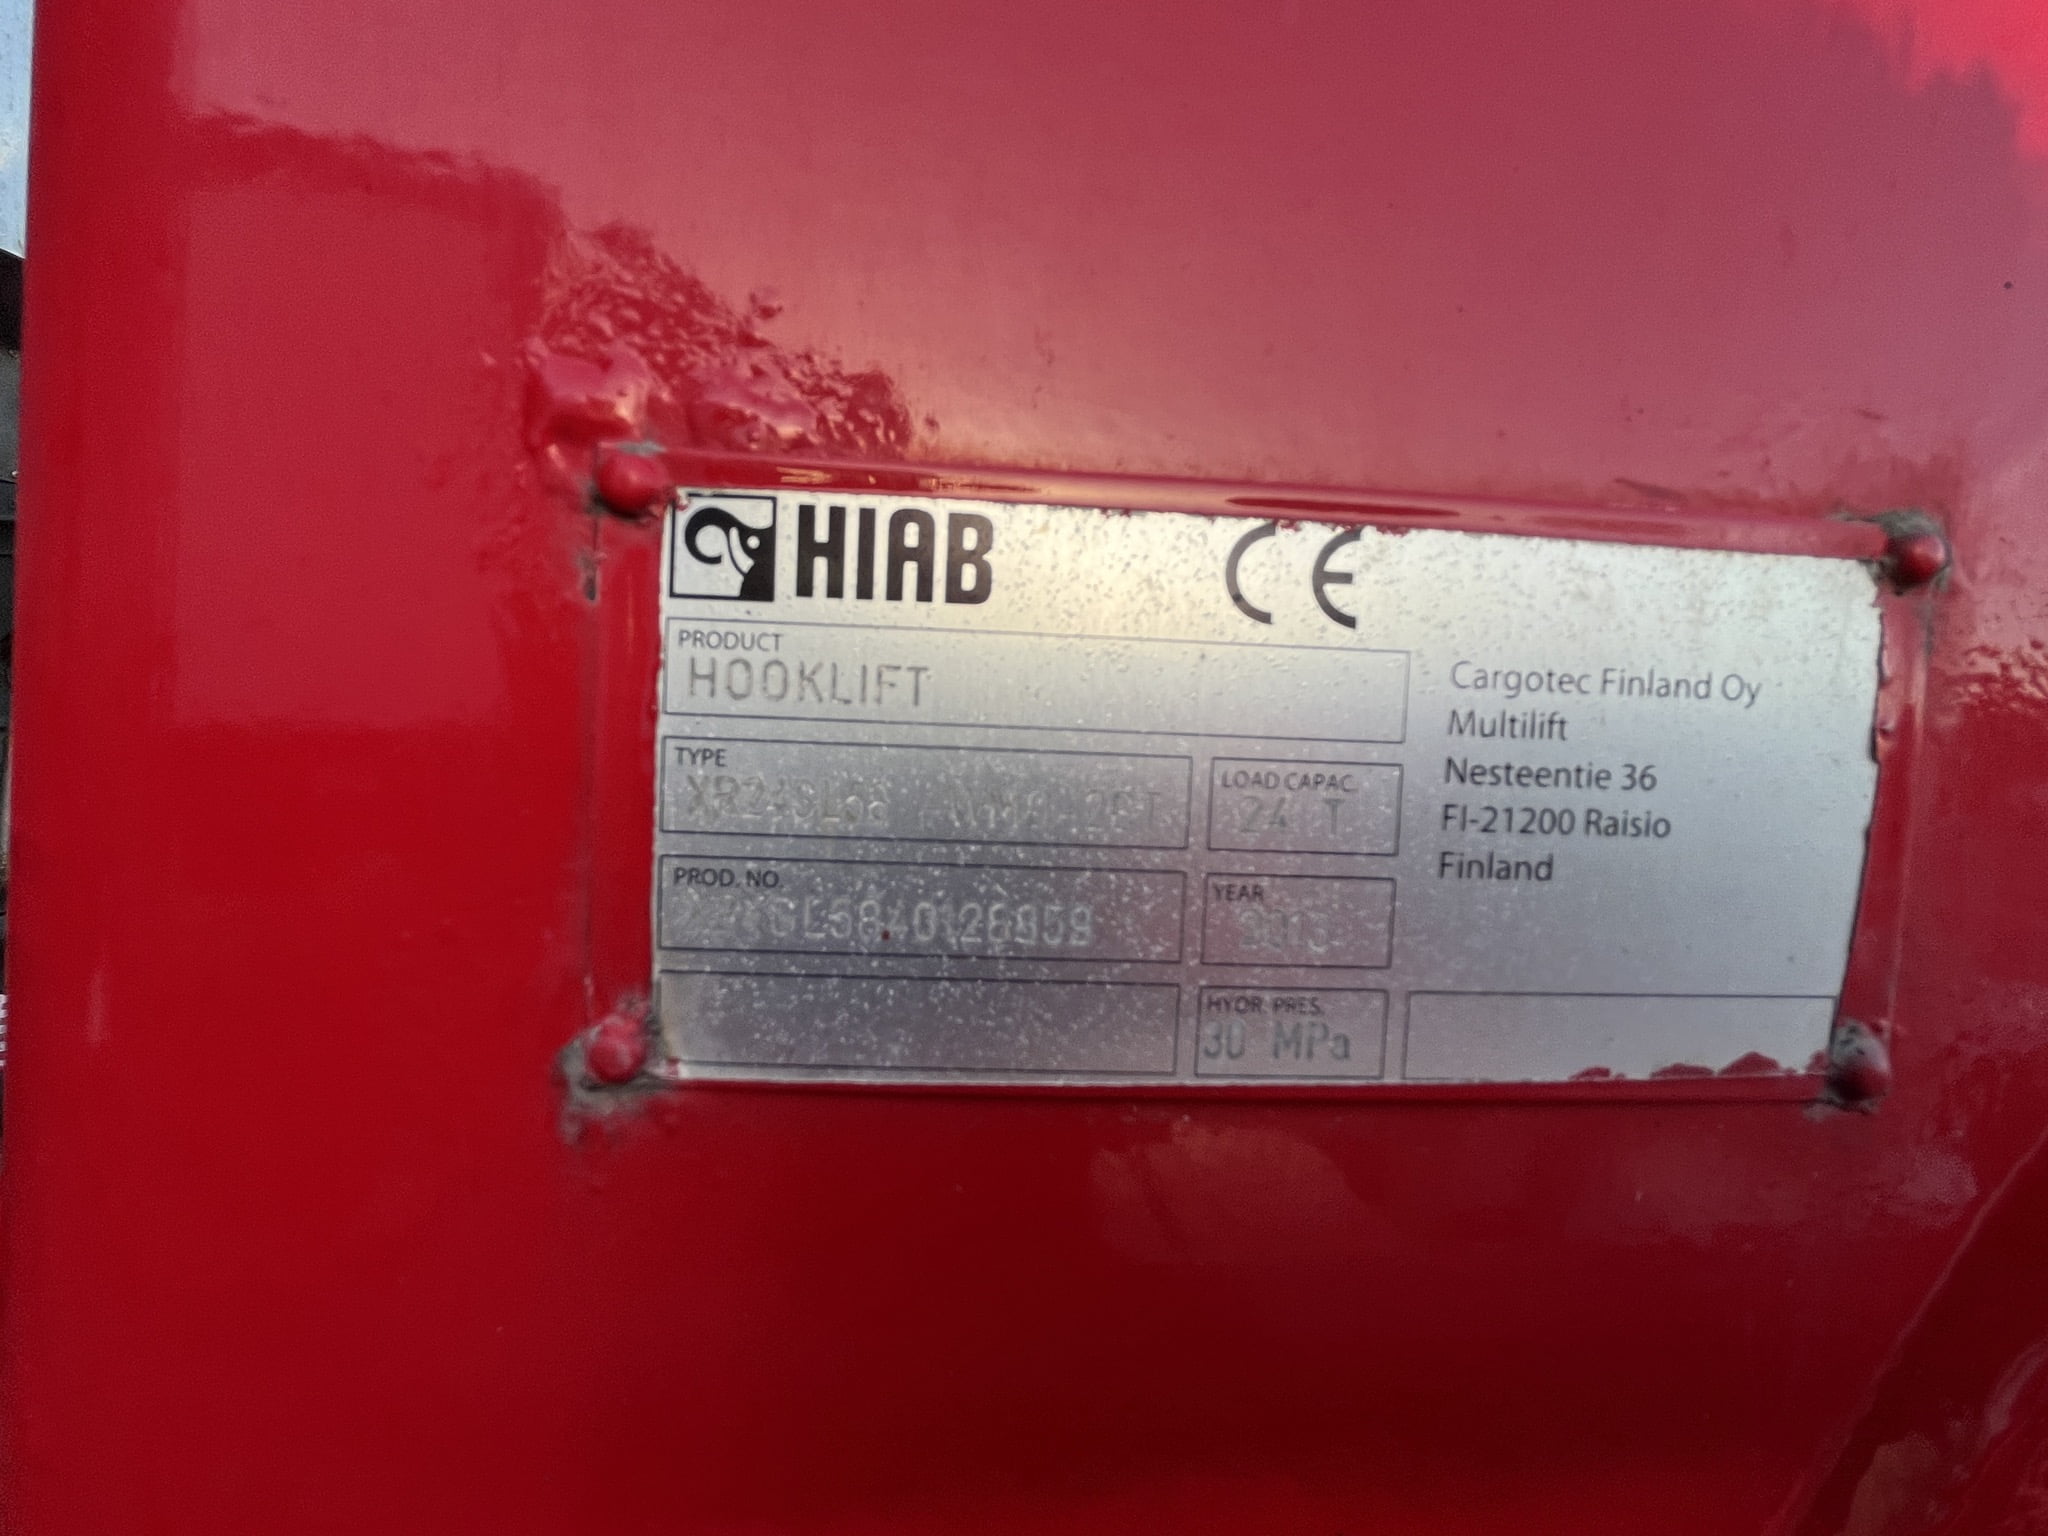 HIAB CE
PRODUCT
HOOKLIFT
Cargotec Finland Oy
Multilift
Nesteentie 36
FI-21200 Raisio
Finland
TYPE
LOAD CAPAC.
24 T
PROD. NO.
YEAR
2013
HYDR. PRES.
30 MPa